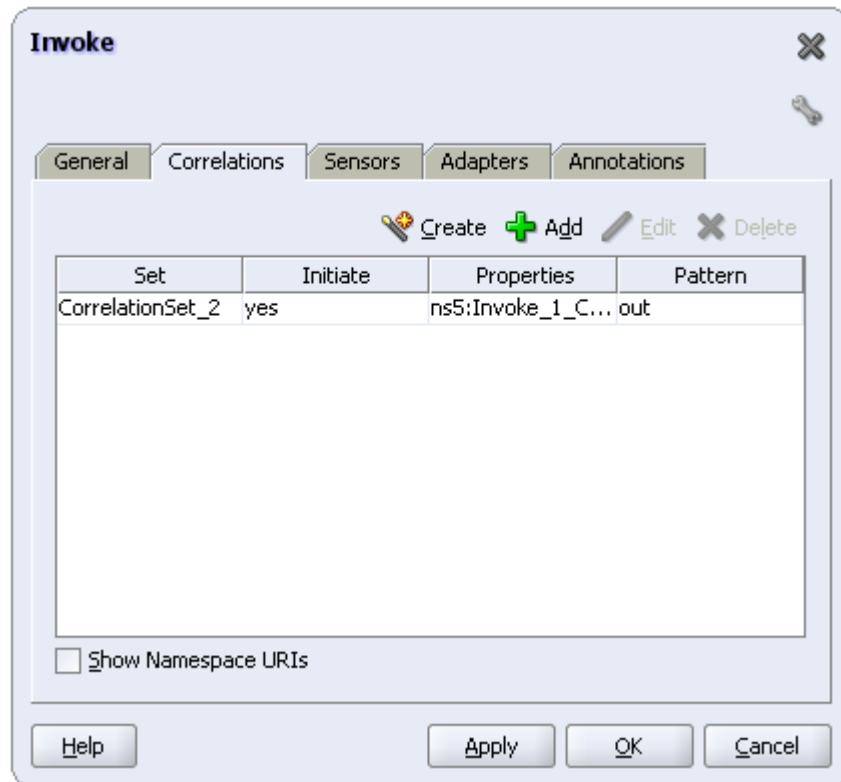 Invoke
General Correlations Sensors Adapters Annotations
Create Add Edit Delete
Set Initiate Properties Pattern
CorrelationSet_2 yes ns5:Invoke_1_C... out
Show Namespace URIs
Help Apply OK Cancel